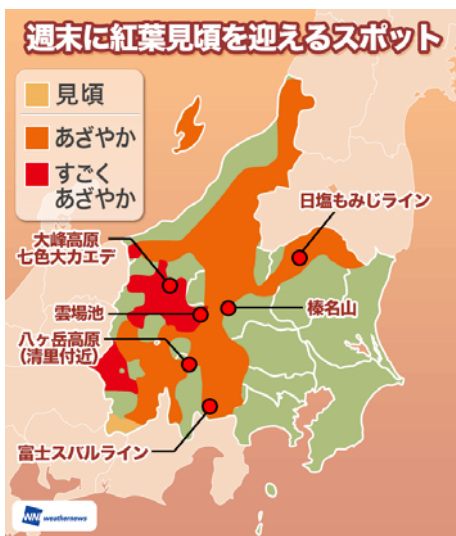 週末に紅葉見頃を迎えるスポット
見頃
あざやか
すごく
あざやか
日塩もみじライン
大峰高原
七色大カエデ
雲場池
榛名山
八ヶ岳高原
(清里付近)
富士スバルライン
WNI weathernews